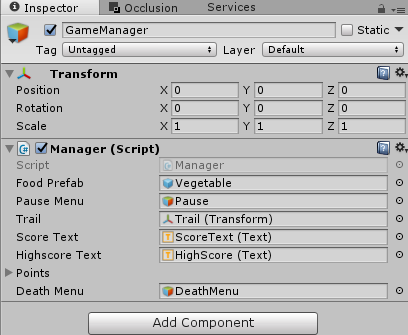 Inspector Occlusion Services
GameManager Static
Tag Untagged Layer Default
Transform
Position X 0 Y 0 Z 0
Rotation X 0 Y 0 Z 0
Scale X 1 Y 1 Z 1
Manager (Script)
Script Manager
Food Prefab Vegetable
Pause Menu Pause
Trail Trail (Transform)
Score Text ScoreText (Text)
Highscore Text HighScore (Text)
Points
Death Menu DeathMenu
Add Component